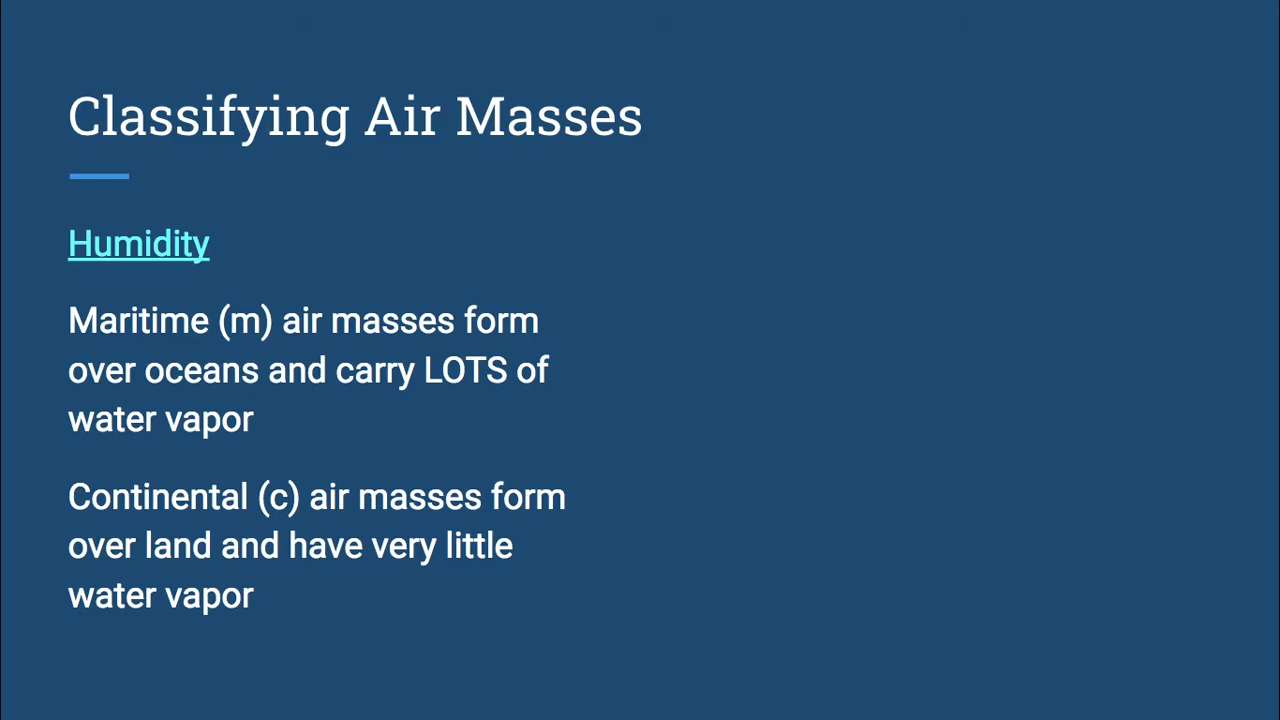 Classifying Air Masses
Humidity
Maritime (m) air masses form
over oceans and carry LOTS of
water vapor
Continental (c) air masses form
over land and have very little
water vapor